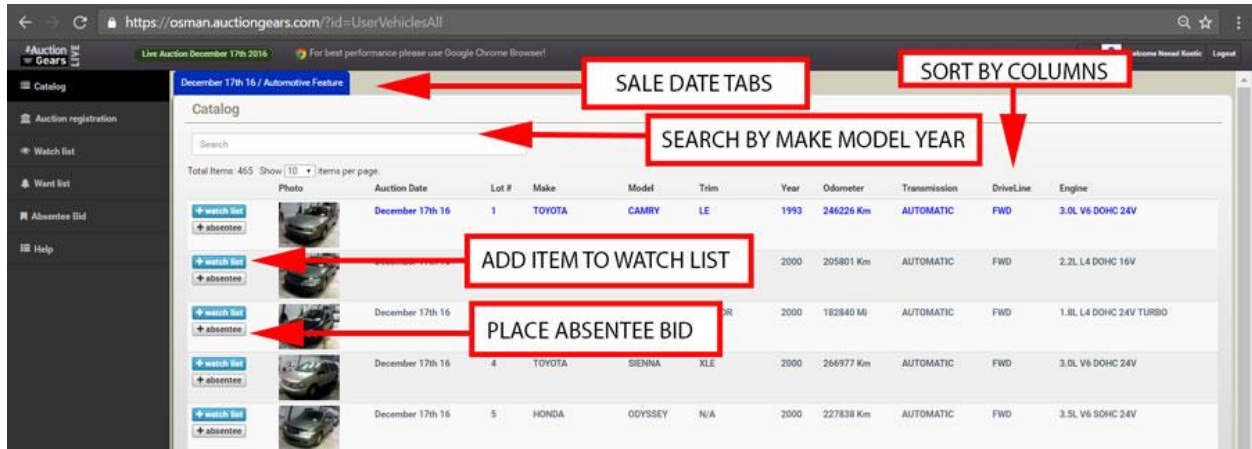 https://osman.auctiongears.com/?id=UserVehiclesAll
Auction Gears LIVE
Live Auction December 17th 2016
For best performance please use Google Chrome Browser!
Welcome Nenad Kostic
Logout
Catalog
Auction registration
Watch list
Want list
Absentee Bid
Help
December 17th 16 / Automotive Feature
SALE DATE TABS
SORT BY COLUMNS
Catalog
Search
SEARCH BY MAKE MODEL YEAR
Total Items: 465 Show 10 items per page.
Photo Auction Date Lot # Make Model Trim Year Odometer Transmission DriveLine Engine
+ watch list December 17th 16 1 TOYOTA CAMRY LE 1993 246226 Km AUTOMATIC FWD 3.0L V6 DOHC 24V
+ absentee
+ watch list 2000 205801 Km AUTOMATIC FWD 2.2L L4 DOHC 16V
+ absentee
ADD ITEM TO WATCH LIST
+ watch list December 17th 16 OR 2000 182840 Mi AUTOMATIC FWD 1.8L L4 DOHC 24V TURBO
+ absentee
PLACE ABSENTEE BID
+ watch list December 17th 16 4 TOYOTA SIENNA XLE 2000 266977 Km AUTOMATIC FWD 3.0L V6 DOHC 24V
+ absentee
+ watch list December 17th 16 5 HONDA ODYSSEY N/A 2000 227838 Km AUTOMATIC FWD 3.5L V6 SOHC 24V
+ absentee